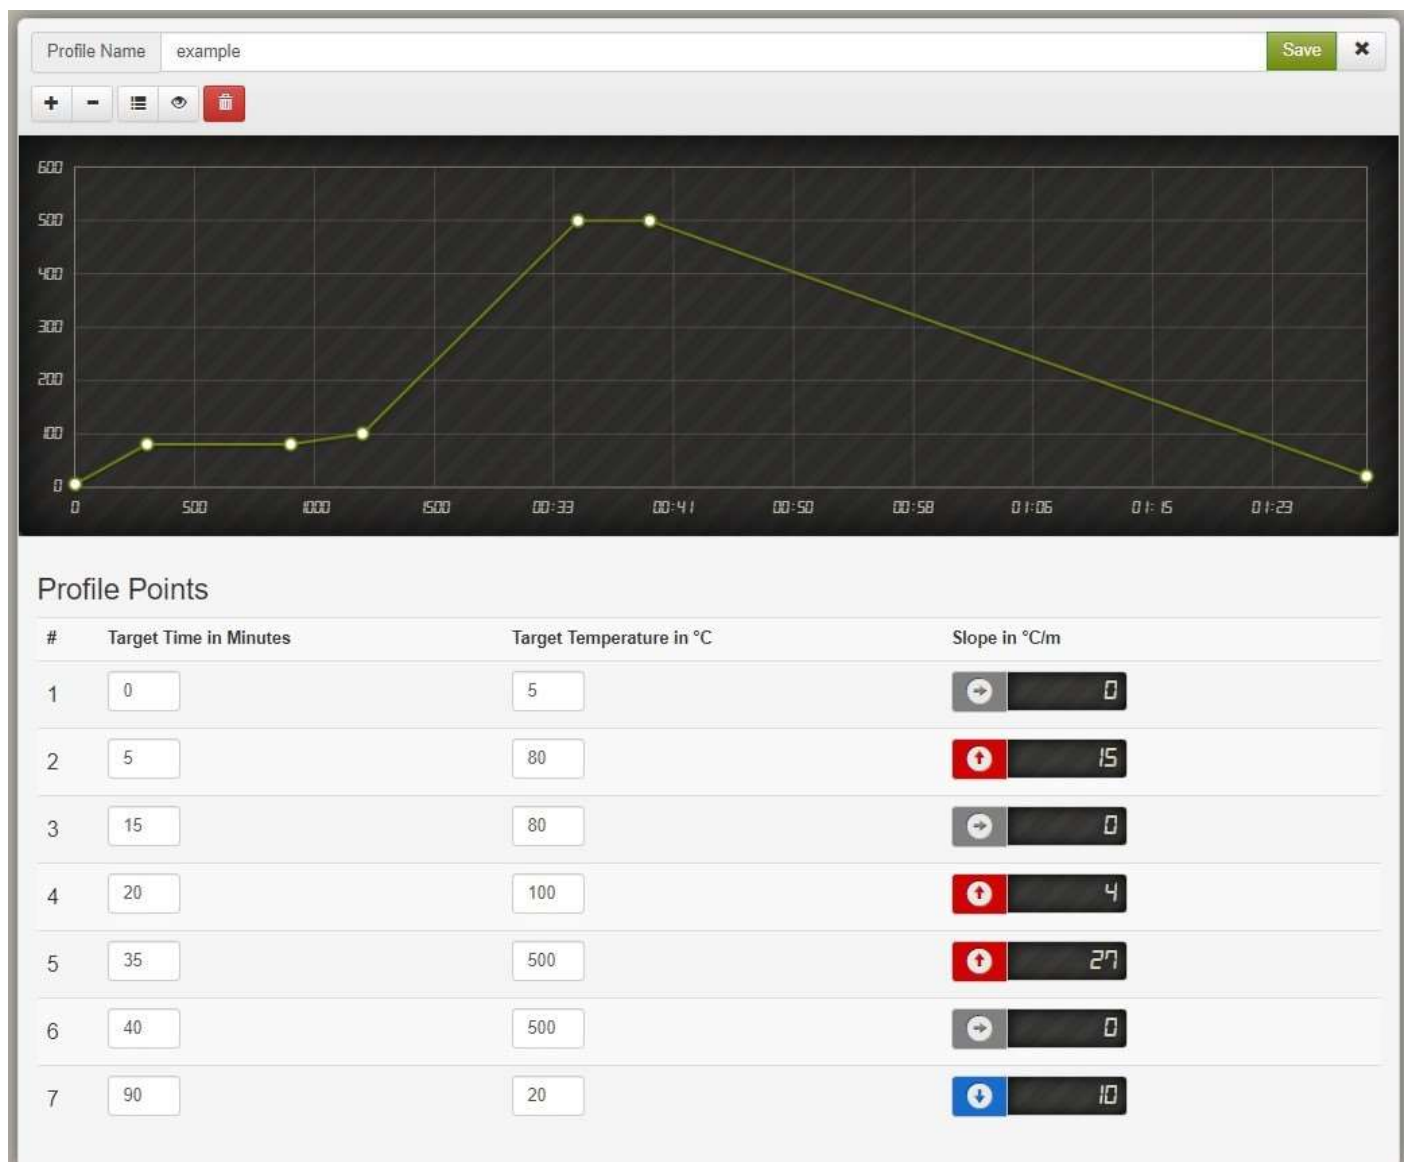 Profile Name example Save ✖
600
500
400
300
200
100
0
0 500 1000 1500 00:33 00:41 00:50 00:58 01:06 01:15 01:23
Profile Points
# Target Time in Minutes Target Temperature in °C Slope in °C/m
1 0 5 0
2 5 80 15
3 15 80 0
4 20 100 4
5 35 500 27
6 40 500 0
7 90 20 10